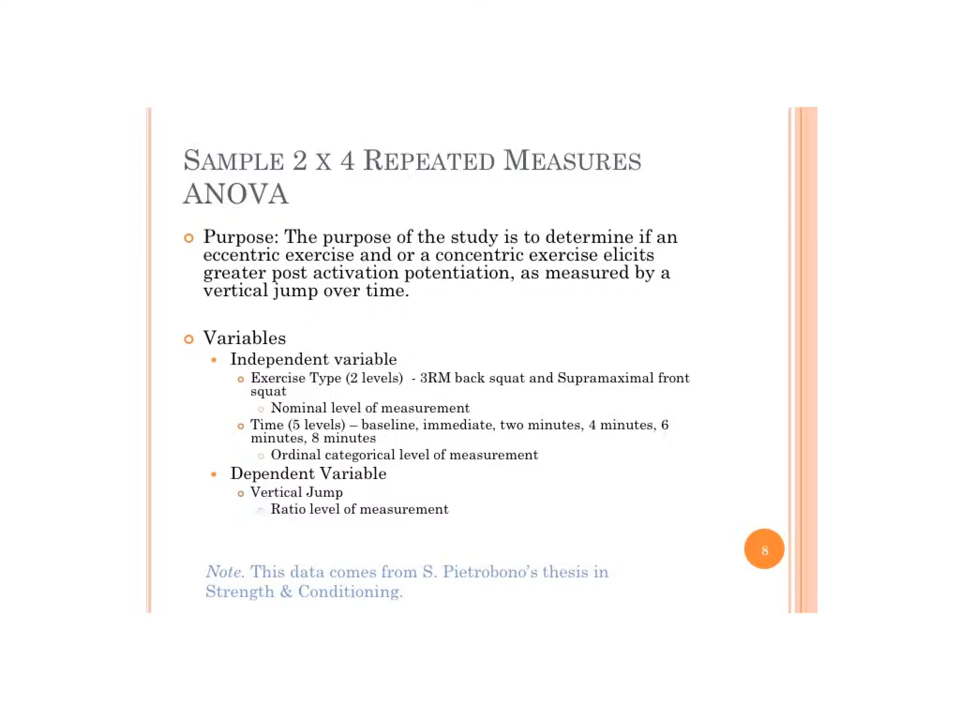 SAMPLE 2 X 4 REPEATED MEASURES
ANOVA
Purpose: The purpose of the study is to determine if an
eccentric exercise and or a concentric exercise elicits
greater post activation potentiation, as measured by a
vertical jump over time.
Variables
Independent variable
Exercise Type (2 levels) - 3RM back squat and Supramaximal front
squat
Nominal level of measurement
Time (5 levels) – baseline, immediate, two minutes, 4 minutes, 6
minutes, 8 minutes
Ordinal categorical level of measurement
Dependent Variable
Vertical Jump
Ratio level of measurement
8
Note. This data comes from S. Pietrobono's thesis in
Strength & Conditioning.